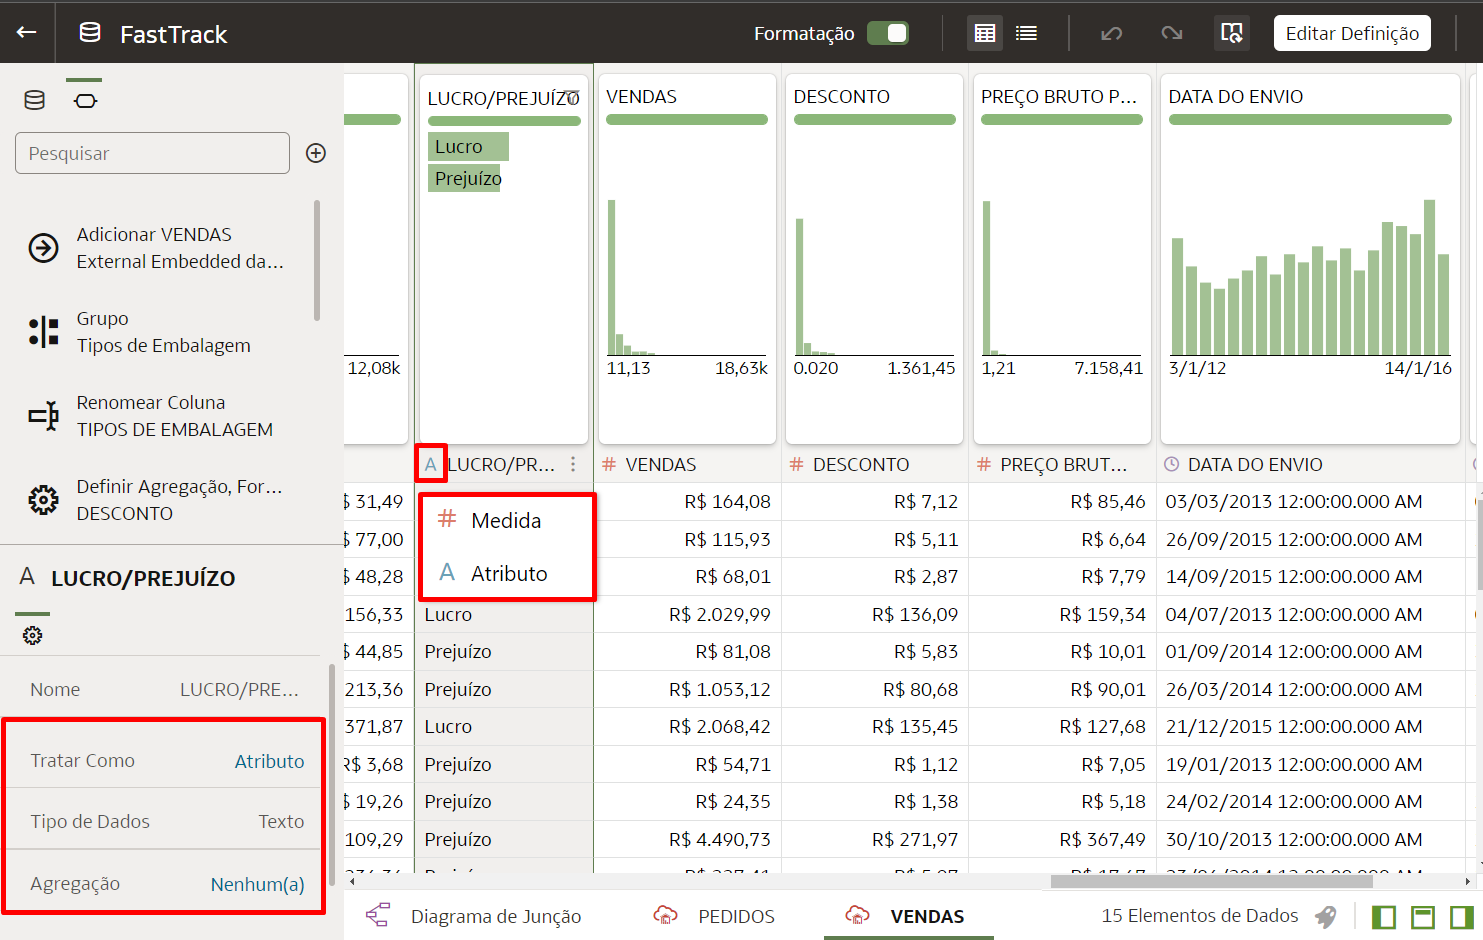 FastTrack
Formatação
Editar Definição
Pesquisar
Adicionar VENDAS
External Embedded da...
Grupo
Tipos de Embalagem
Renomear Coluna
TIPOS DE EMBALAGEM
Definir Agregação, For...
DESCONTO
A LUCRO/PREJUÍZO
Nome LUCRO/PRE...
Tratar Como Atributo
Tipo de Dados Texto
Agregação Nenhum(a)
12,08k
LUCRO/PREJUÍZO
Lucro
Prejuízo
VENDAS
11,13 18,63k
DESCONTO
0.020 1.361,45
PREÇO BRUTO P...
1,21 7.158,41
DATA DO ENVIO
3/1/12 14/1/16
A LUCRO/PR... # VENDAS # DESCONTO # PREÇO BRUT... DATA DO ENVIO
# Medida
A Atributo
$ 31,49 R$ 164,08 R$ 7,12 R$ 85,46 03/03/2013 12:00:00.000 AM
$ 77,00 R$ 115,93 R$ 5,11 R$ 6,64 26/09/2015 12:00:00.000 AM
$ 48,28 R$ 68,01 R$ 2,87 R$ 7,79 14/09/2015 12:00:00.000 AM
156,33 Lucro R$ 2.029,99 R$ 136,09 R$ 159,34 04/07/2013 12:00:00.000 AM
$ 44,85 Prejuízo R$ 81,08 R$ 5,83 R$ 10,01 01/09/2014 12:00:00.000 AM
213,36 Prejuízo R$ 1.053,12 R$ 80,68 R$ 90,01 26/03/2014 12:00:00.000 AM
371,87 Lucro R$ 2.068,42 R$ 135,45 R$ 127,68 21/12/2015 12:00:00.000 AM
R$ 3,68 Prejuízo R$ 54,71 R$ 1,12 R$ 7,05 19/01/2013 12:00:00.000 AM
$ 19,26 Prejuízo R$ 24,35 R$ 1,38 R$ 5,18 24/02/2014 12:00:00.000 AM
109,29 Prejuízo R$ 4.490,73 R$ 271,97 R$ 367,49 30/10/2013 12:00:00.000 AM
Diagrama de Junção PEDIDOS VENDAS 15 Elementos de Dados